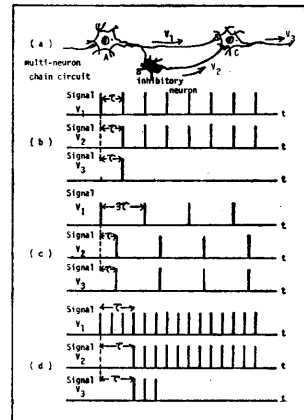 ( a )
V₁
V₃
A
B
C
V₂
multi-neuron
chain circuit
inhibitory
neuron
Signal
V₁
τ
t
( b )
Signal
V₂
τ
t
Signal
V₃
τ
t
Signal
V₁
3τ
t
( c )
Signal
V₂
τ
t
Signal
V₃
τ
t
Signal
V₁
τ
t
( d )
Signal
V₂
τ
t
Signal
V₃
τ
t